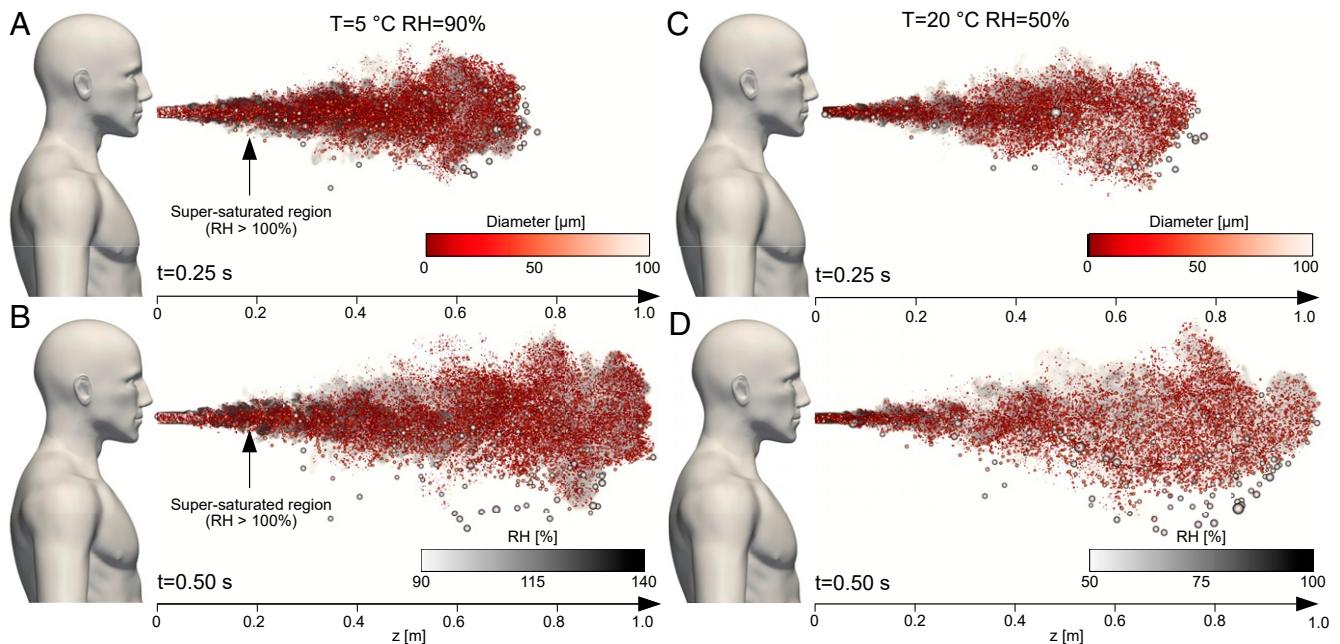 A
T=5 °C RH=90%
Super-saturated region
(RH > 100%)
Diameter [µm]
0 50 100
t=0.25 s
0 0.2 0.4 0.6 0.8 1.0
B
Super-saturated region
(RH > 100%)
RH [%]
90 115 140
t=0.50 s
0 0.2 0.4 0.6 0.8 1.0
z [m]
C
T=20 °C RH=50%
Diameter [µm]
0 50 100
t=0.25 s
0 0.2 0.4 0.6 0.8 1.0
D
RH [%]
50 75 100
t=0.50 s
0 0.2 0.4 0.6 0.8 1.0
z [m]